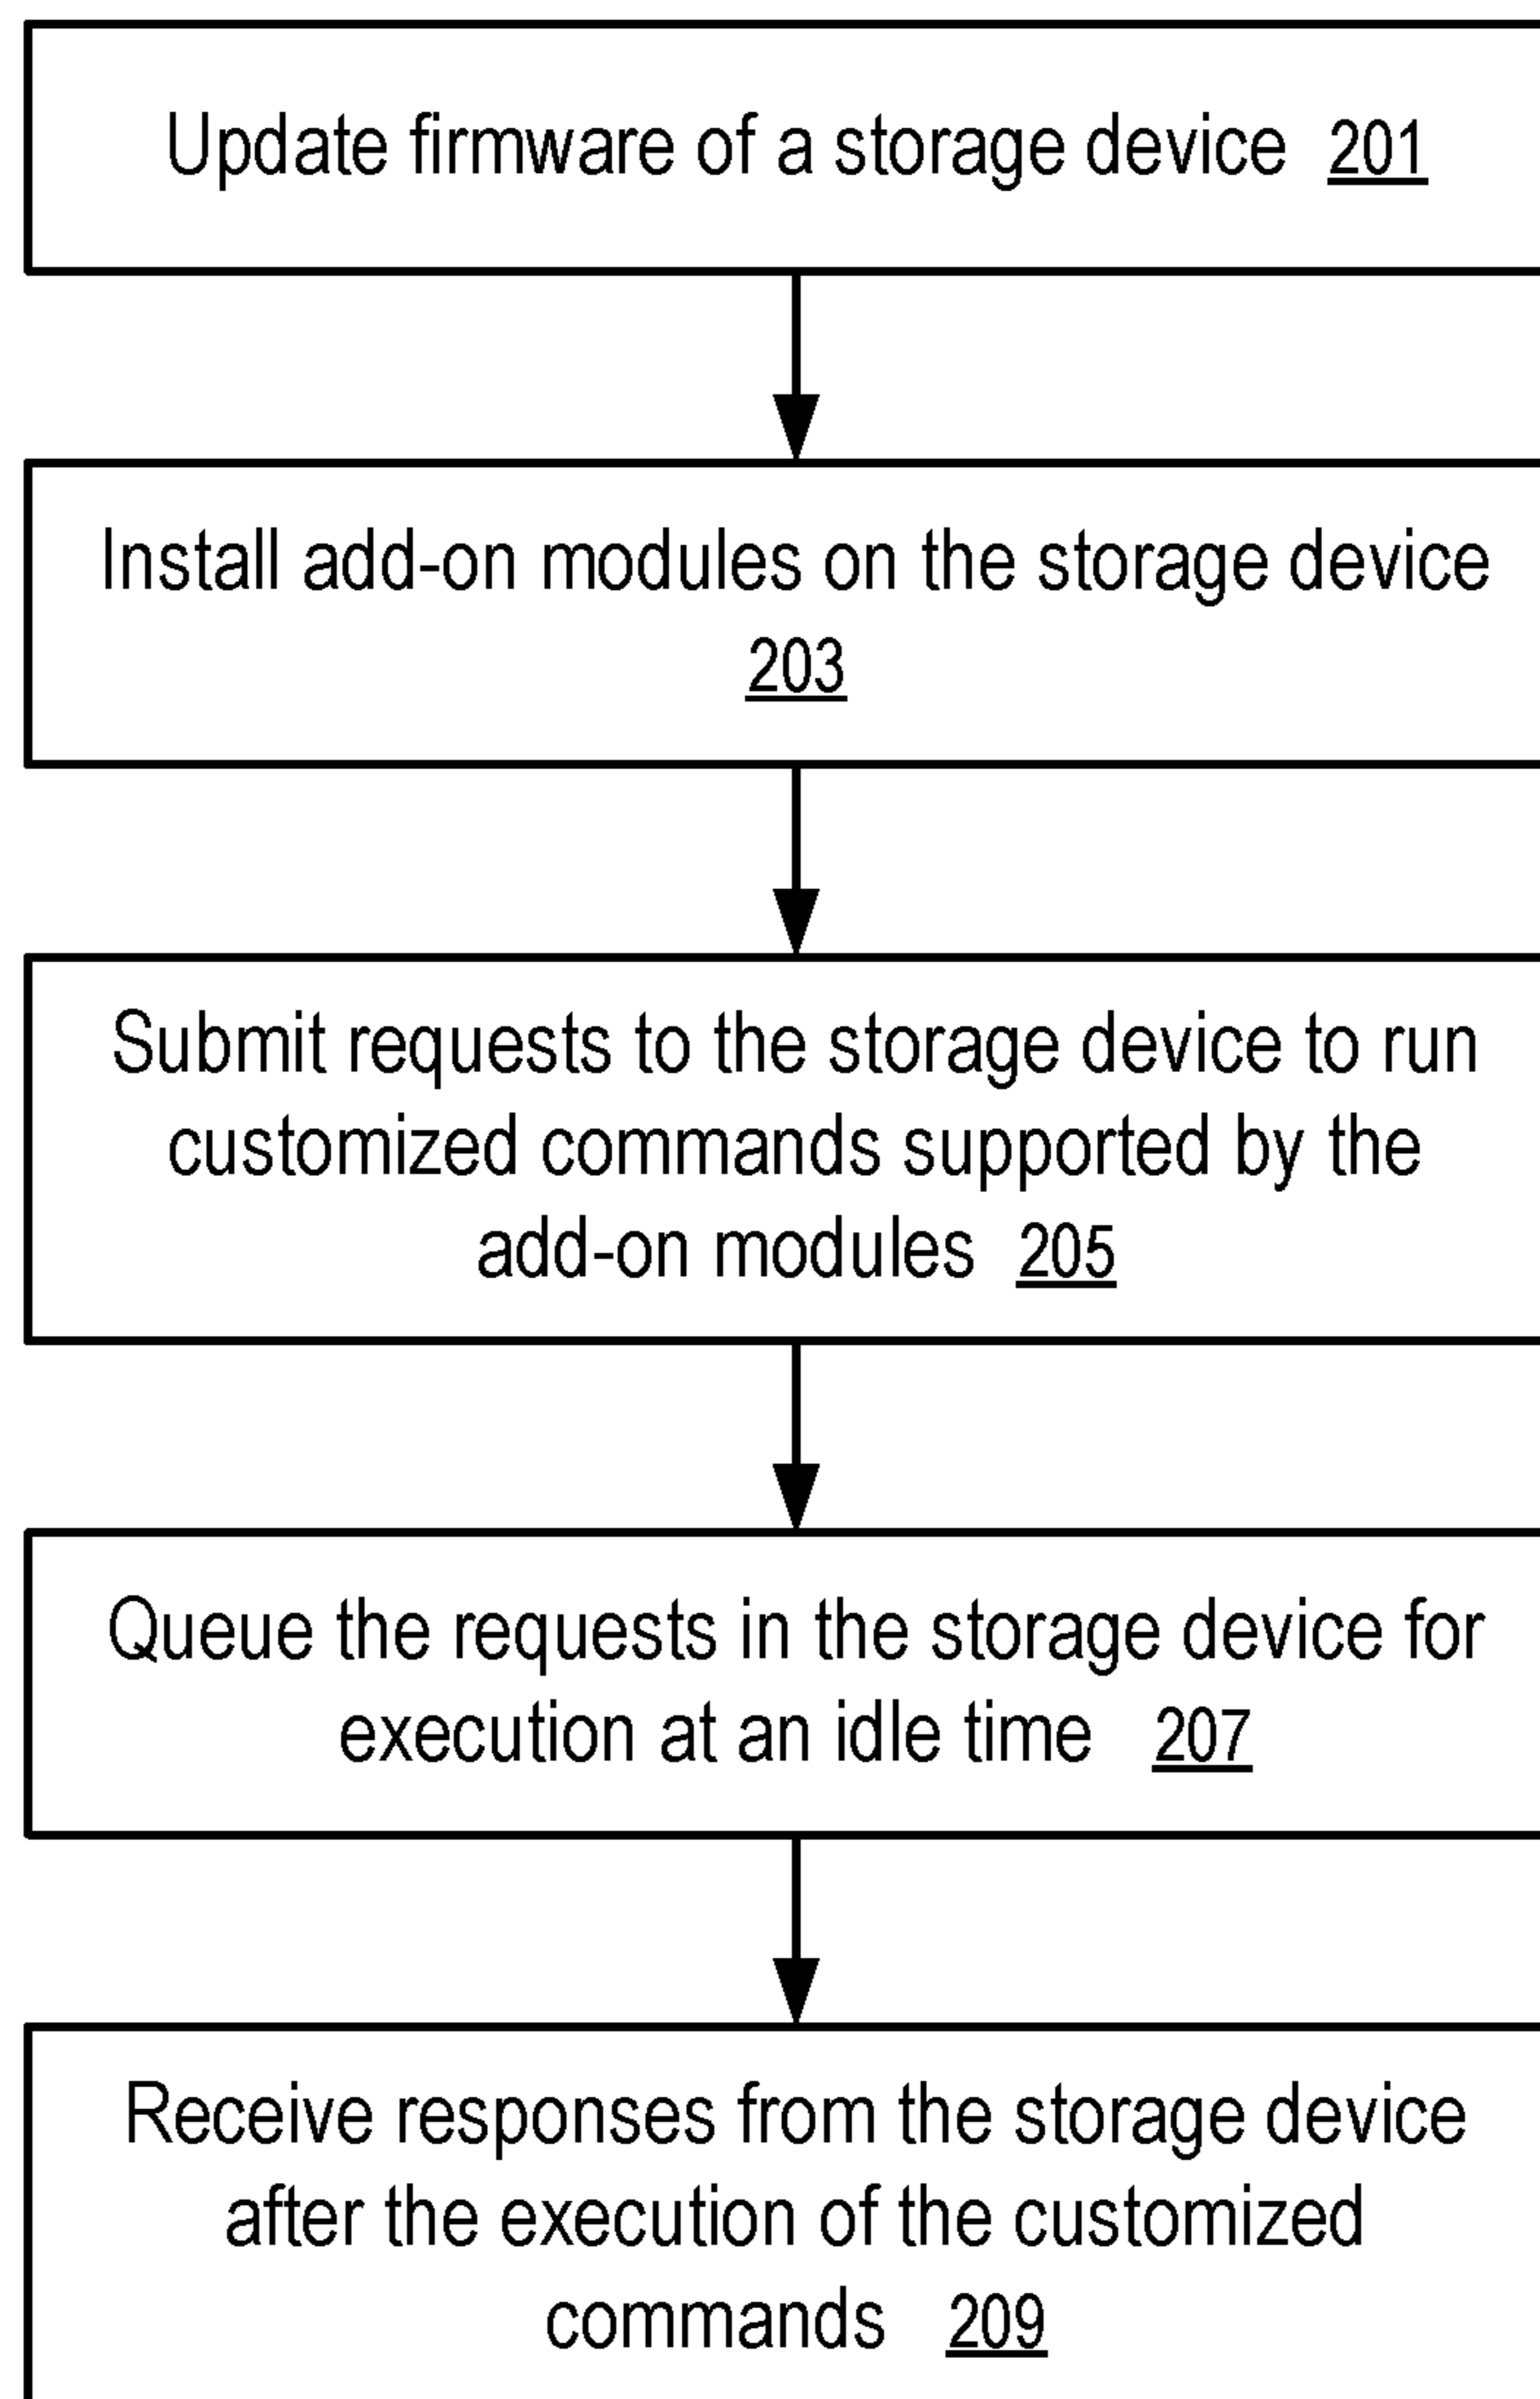 Update firmware of a storage device 201
Install add-on modules on the storage device
203
Submit requests to the storage device to run
customized commands supported by the
add-on modules 205
Queue the requests in the storage device for
execution at an idle time 207
Receive responses from the storage device
after the execution of the customized
commands 209